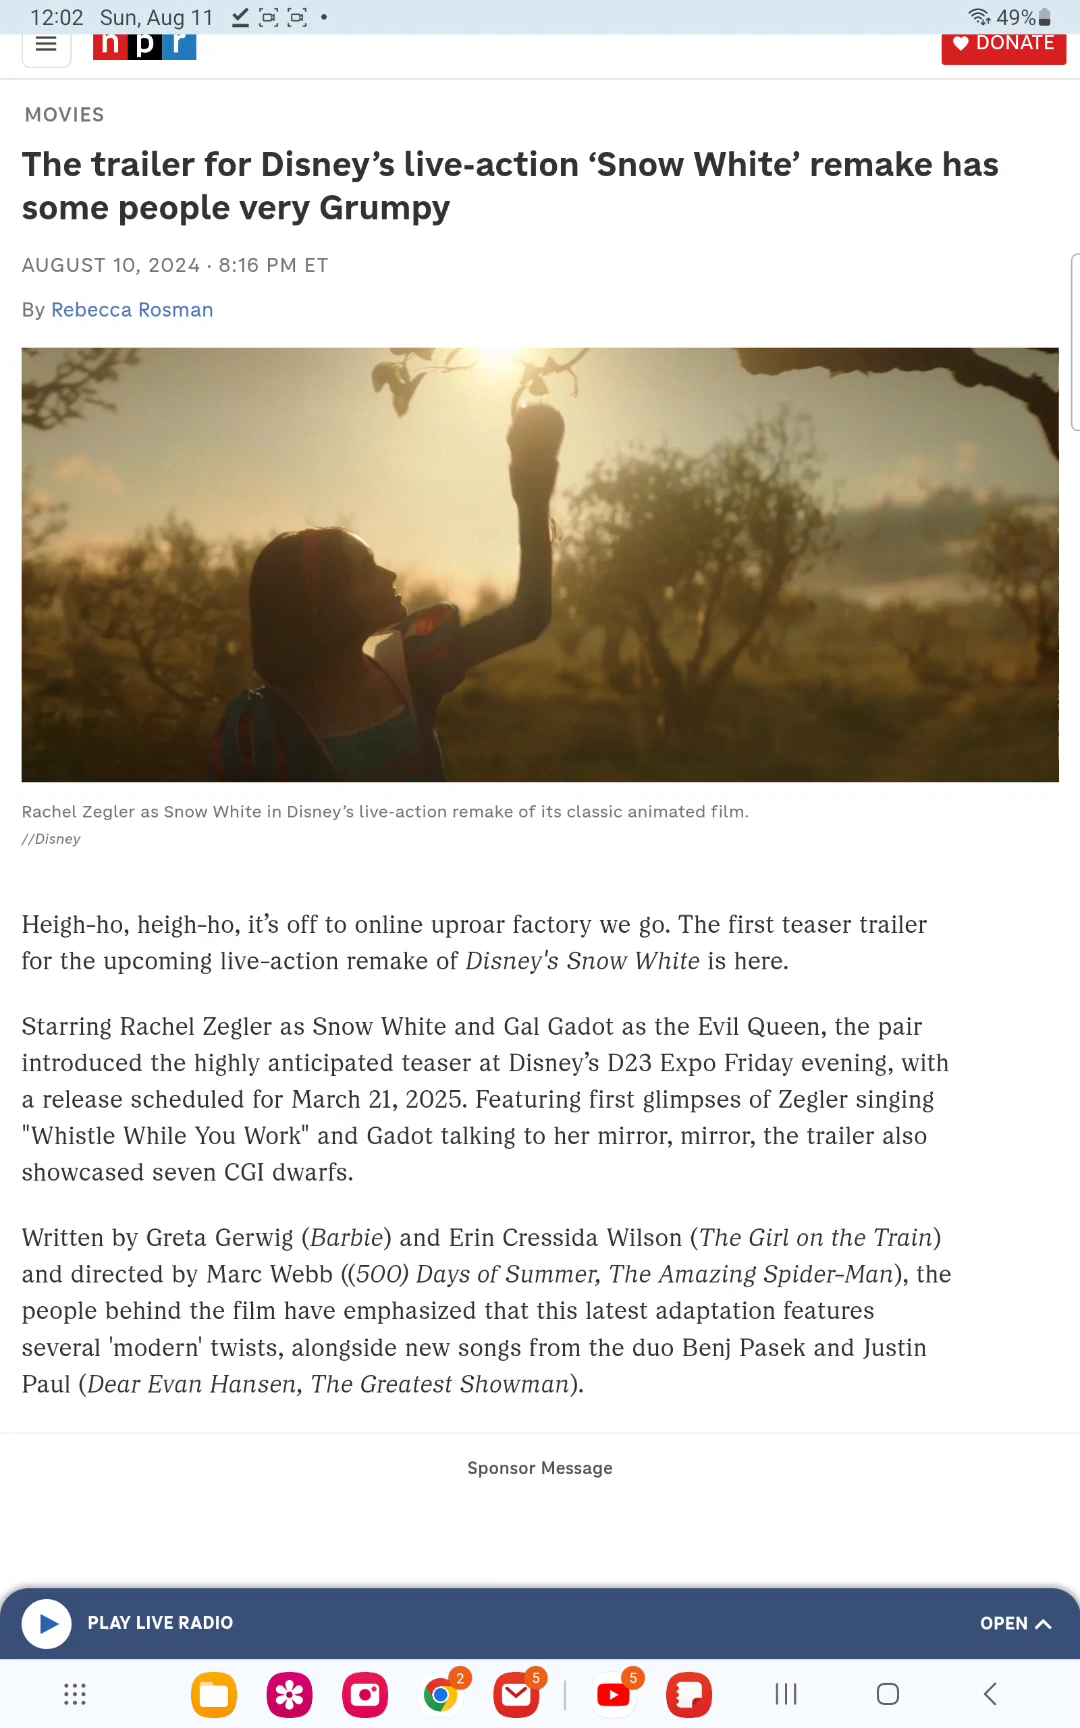 12:02 Sun, Aug 11
49%
npr
DONATE
MOVIES
The trailer for Disney’s live-action ‘Snow White’ remake has
some people very Grumpy
AUGUST 10, 2024 · 8:16 PM ET
By Rebecca Rosman
Rachel Zegler as Snow White in Disney’s live-action remake of its classic animated film.
//Disney
Heigh-ho, heigh-ho, it’s off to online uproar factory we go. The first teaser trailer
for the upcoming live-action remake of Disney's Snow White is here.
Starring Rachel Zegler as Snow White and Gal Gadot as the Evil Queen, the pair
introduced the highly anticipated teaser at Disney’s D23 Expo Friday evening, with
a release scheduled for March 21, 2025. Featuring first glimpses of Zegler singing
"Whistle While You Work" and Gadot talking to her mirror, mirror, the trailer also
showcased seven CGI dwarfs.
Written by Greta Gerwig (Barbie) and Erin Cressida Wilson (The Girl on the Train)
and directed by Marc Webb ((500) Days of Summer, The Amazing Spider-Man), the
people behind the film have emphasized that this latest adaptation features
several 'modern' twists, alongside new songs from the duo Benj Pasek and Justin
Paul (Dear Evan Hansen, The Greatest Showman).
Sponsor Message
PLAY LIVE RADIO
OPEN
2
5
5